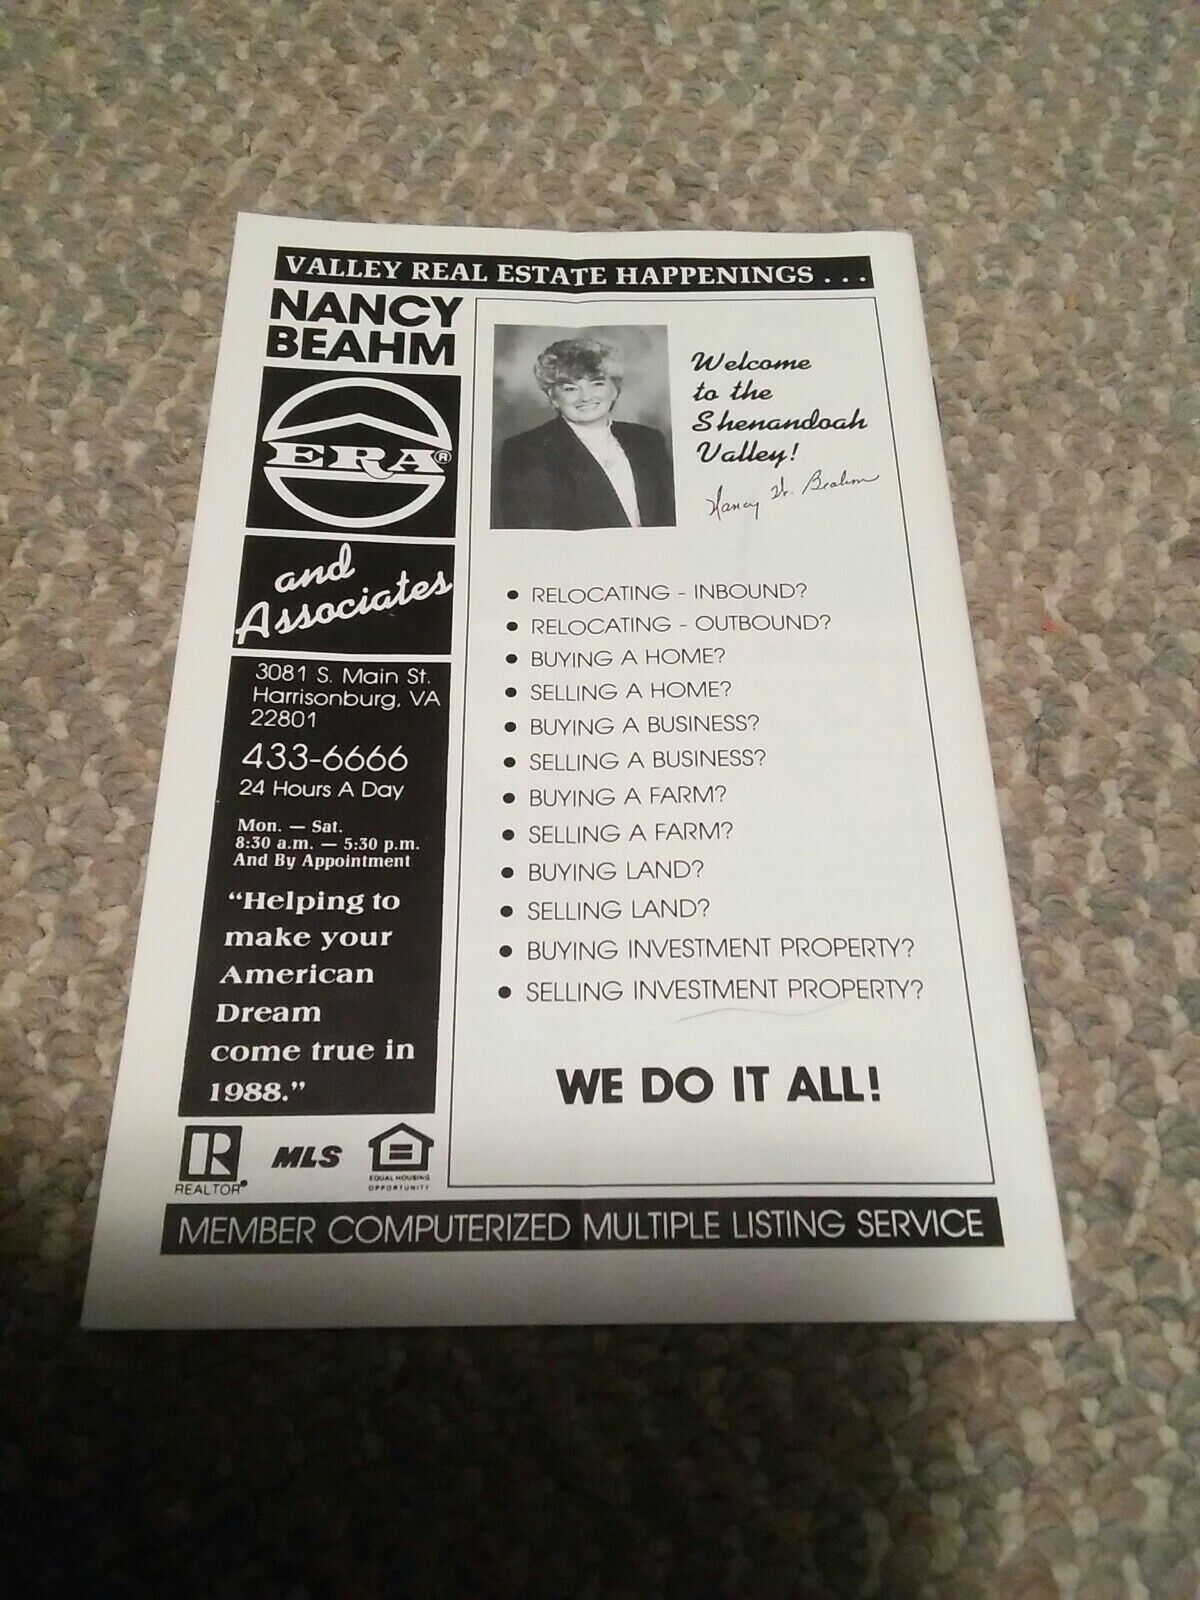 VALLEY REAL ESTATE HAPPENINGS . . .
NANCY
BEAHM
ERA®
and
Associates
3081 S. Main St.
Harrisonburg, VA
22801
433-6666
24 Hours A Day
Mon. — Sat.
8:30 a.m. — 5:30 p.m.
And By Appointment
“Helping to
make your
American
Dream
come true in
1988.”
R
REALTOR®
MLS
EQUAL HOUSING
OPPORTUNITY
Welcome
to the
Shenandoah
Valley!
Nancy W. Beahm
• RELOCATING - INBOUND?
• RELOCATING - OUTBOUND?
• BUYING A HOME?
• SELLING A HOME?
• BUYING A BUSINESS?
• SELLING A BUSINESS?
• BUYING A FARM?
• SELLING A FARM?
• BUYING LAND?
• SELLING LAND?
• BUYING INVESTMENT PROPERTY?
• SELLING INVESTMENT PROPERTY?
WE DO IT ALL!
MEMBER COMPUTERIZED MULTIPLE LISTING SERVICE